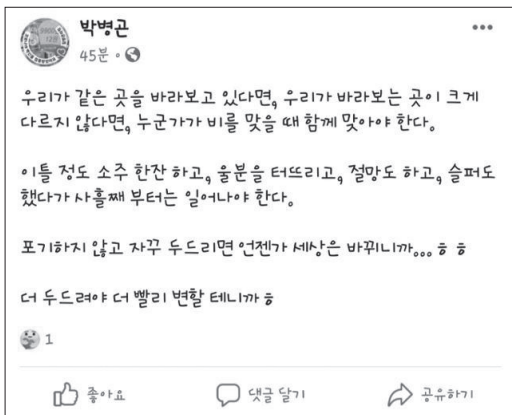 박병곤
45분
우리가 같은 곳을 바라보고 있다면, 우리가 바라보는 곳이 크게
다르지 않다면, 누군가가 비를 맞을 때 함께 맞아야 한다.
이틀 정도 소주 한잔 하고, 울분을 터뜨리고, 절망도 하고, 슬퍼도
했다가 사흘째 부터는 일어나야 한다.
포기하지 않고 자꾸 두드리면 언젠가 세상은 바뀌니까... ㅎ ㅎ
더 두드려야 더 빨리 변할 테니까 ㅎ
1
좋아요 댓글 달기 공유하기